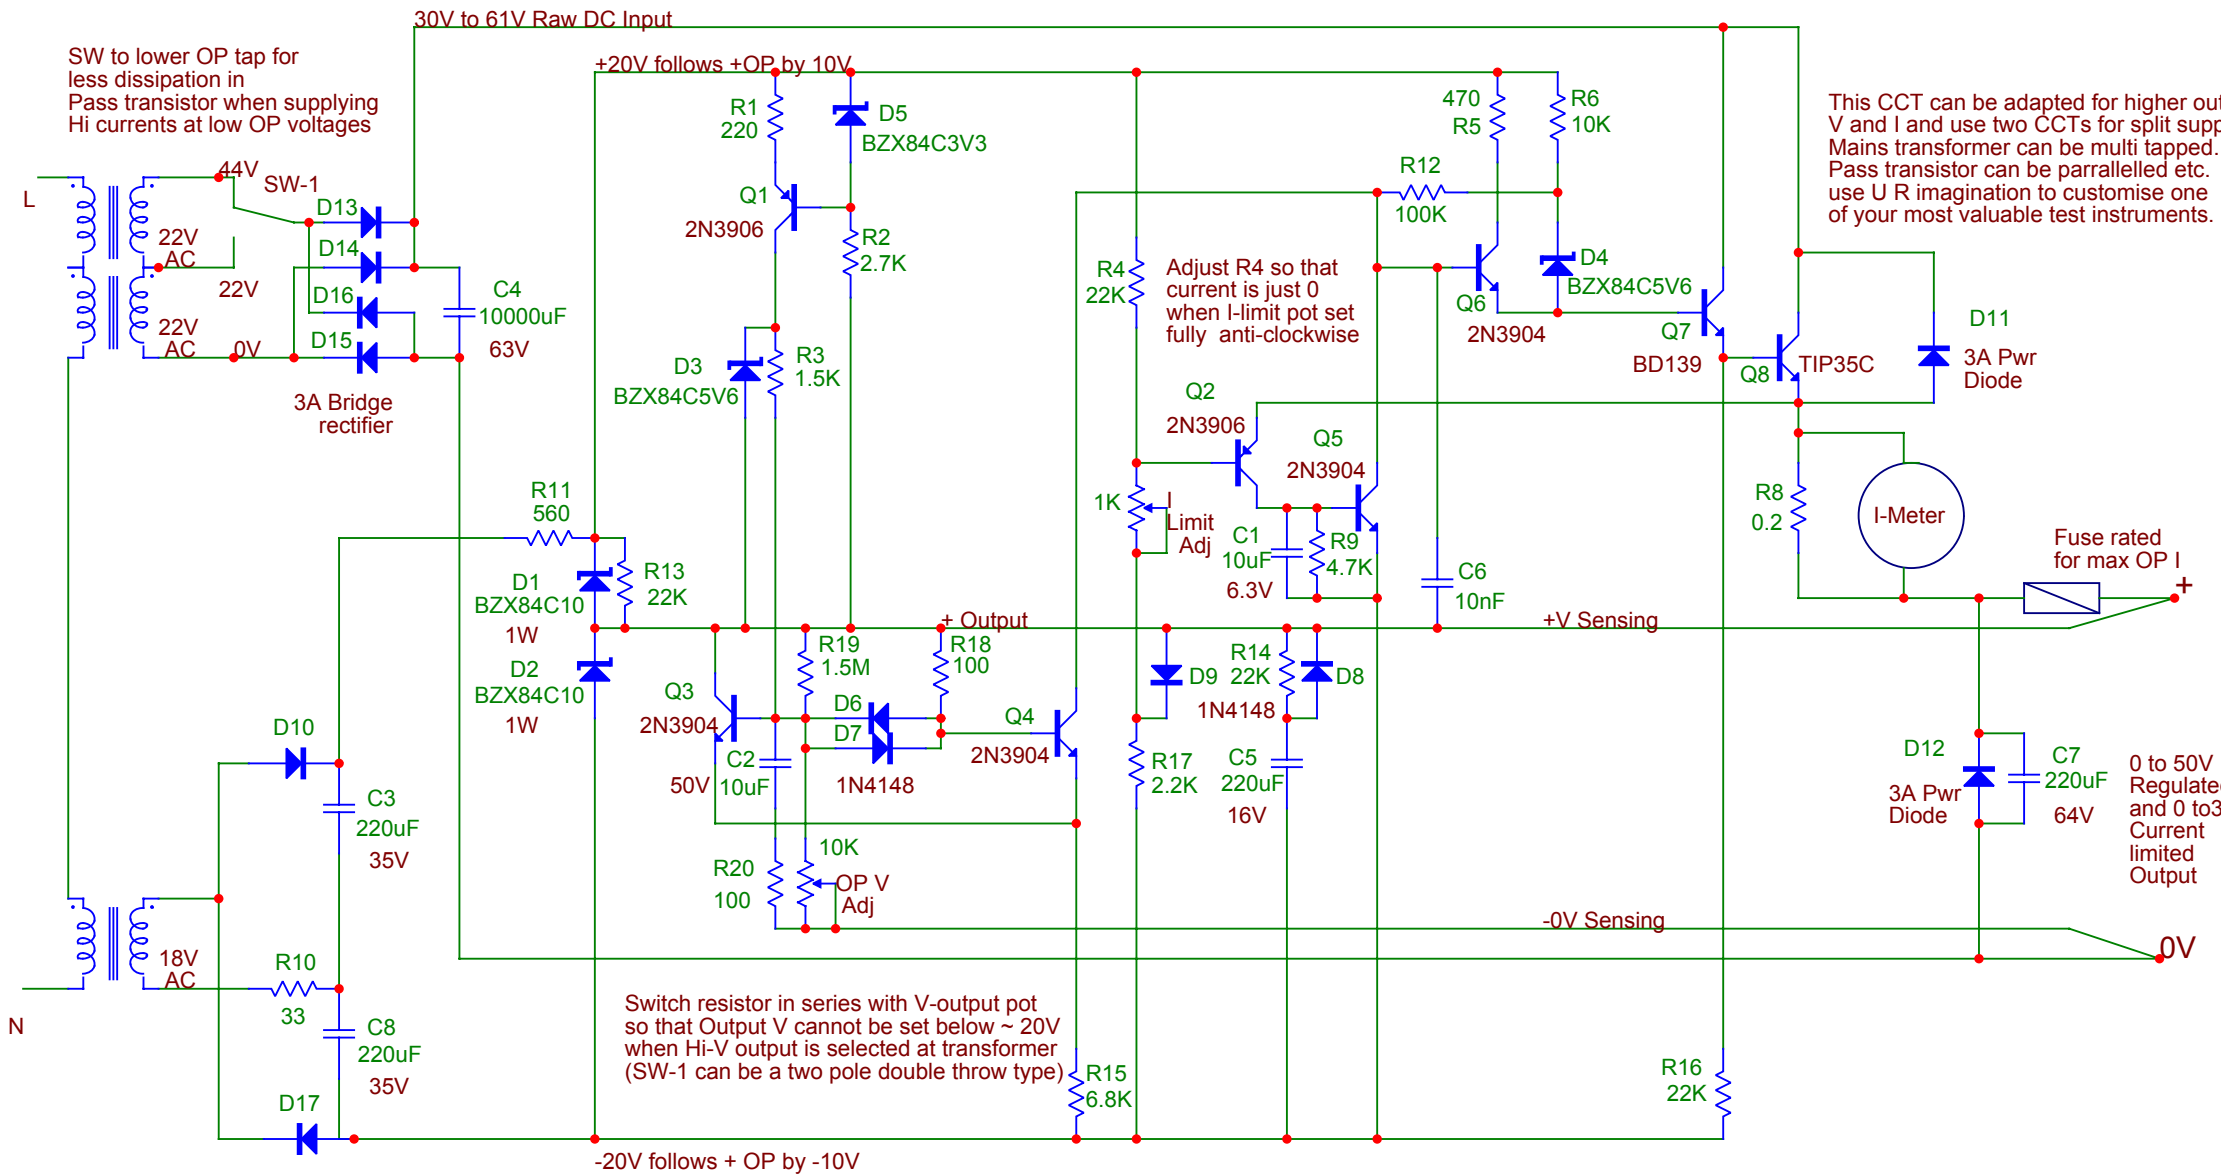 30V to 61V Raw DC Input
SW to lower OP tap for
less dissipation in
Pass transistor when supplying
Hi currents at low OP voltages
+20V follows +OP by 10V
R1
220
D5
BZX84C3V3
470
R5
R6
10K
This CCT can be adapted for higher out
V and I and use two CCTs for split supp
Mains transformer can be multi tapped.
Pass transistor can be parrallelled etc.
use U R imagination to customise one
of your most valuable test instruments.
L
44V
SW-1
D13
D14
D16
D15
22V
AC
22V
22V
AC
0V
C4
10000uF
63V
3A Bridge
rectifier
Q1
2N3906
R2
2.7K
R12
100K
R4
22K
Adjust R4 so that
current is just 0
when I-limit pot set
fully anti-clockwise
Q6
2N3904
D4
BZX84C5V6
Q7
BD139
Q8
TIP35C
D11
3A Pwr
Diode
D3
BZX84C5V6
R3
1.5K
Q2
2N3906
Q5
2N3904
1K
I
Limit
Adj
C1
10uF
6.3V
R9
4.7K
C6
10nF
R8
0.2
I-Meter
Fuse rated
for max OP I
+
R11
560
D1
BZX84C10
1W
R13
22K
D2
BZX84C10
1W
+ Output
+V Sensing
R19
1.5M
R18
100
Q3
2N3904
D6
D7
1N4148
Q4
2N3904
D9
1N4148
R14
22K
D8
C2
50V
10uF
R17
2.2K
C5
220uF
16V
D10
C3
220uF
35V
D12
3A Pwr
Diode
C7
220uF
64V
0 to 50V
Regulate
and 0 to3
Current
limited
Output
R20
100
10K
OP V
Adj
-0V Sensing
0V
18V
AC
R10
33
N
C8
220uF
35V
D17
Switch resistor in series with V-output pot
so that Output V cannot be set below ~ 20V
when Hi-V output is selected at transformer
(SW-1 can be a two pole double throw type)
R15
6.8K
R16
22K
-20V follows + OP by -10V